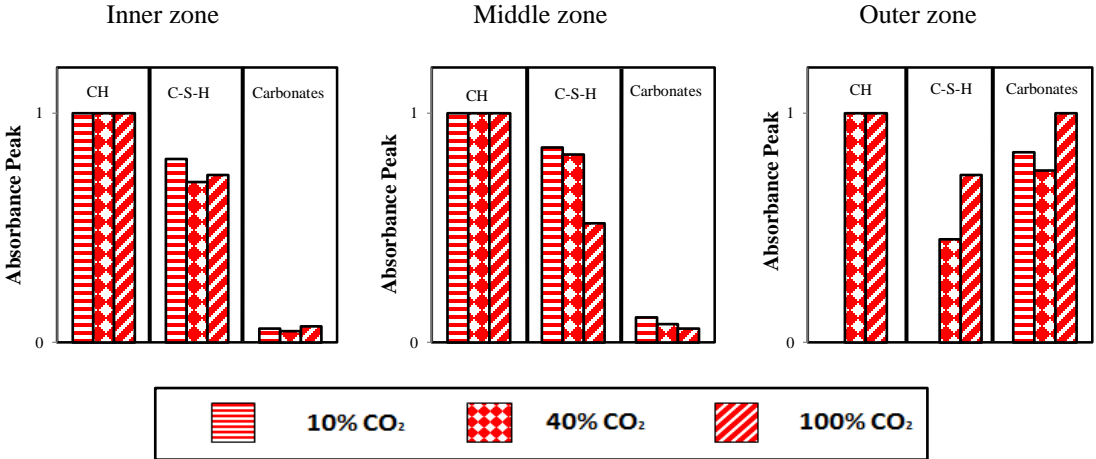 Inner zone
Middle zone
Outer zone
CH
C-S-H
Carbonates
1
Absorbance Peak
0
CH
C-S-H
Carbonates
1
Absorbance Peak
0
CH
C-S-H
Carbonates
1
Absorbance Peak
0
10% CO₂
40% CO₂
100% CO₂